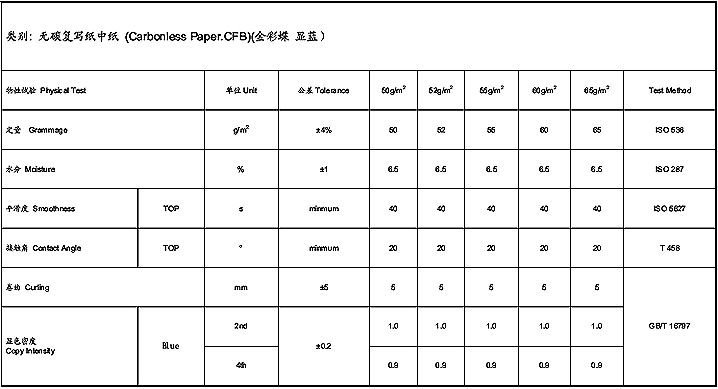 类别: 无碳复写纸中纸 (Carbonless Paper.CFB)(金彩蝶 显蓝)
物性试验 Physical Test 单位 Unit 公差 Tolerance 50g/m² 52g/m² 55g/m² 60g/m² 65g/m² Test Method
定量 Grammage g/m² ±4% 50 52 55 60 65 ISO 536
水分 Moisture % ±1 6.5 6.5 6.5 6.5 6.5 ISO 287
平滑度 Smoothness TOP s minmum 40 40 40 40 40 ISO 5627
接触角 Contact Angle TOP ° minmum 20 20 20 20 20 T 458
卷曲 Curling mm ±5 5 5 5 5 5 GB/T 16797
显色密度
Copy Intensity Blue ±0.2
2nd 1.0 1.0 1.0 1.0 1.0
4th 0.9 0.9 0.9 0.9 0.9